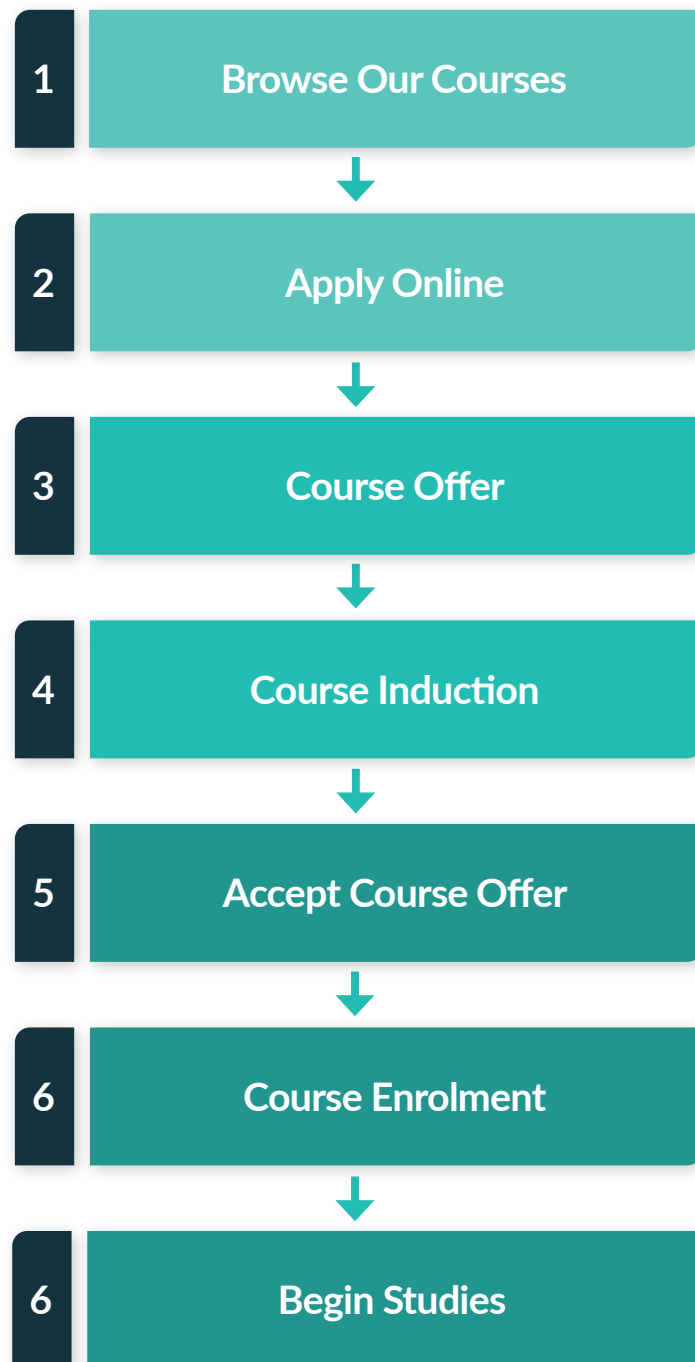 1
Browse Our Courses
2
Apply Online
3
Course Offer
4
Course Induction
5
Accept Course Offer
6
Course Enrolment
6
Begin Studies